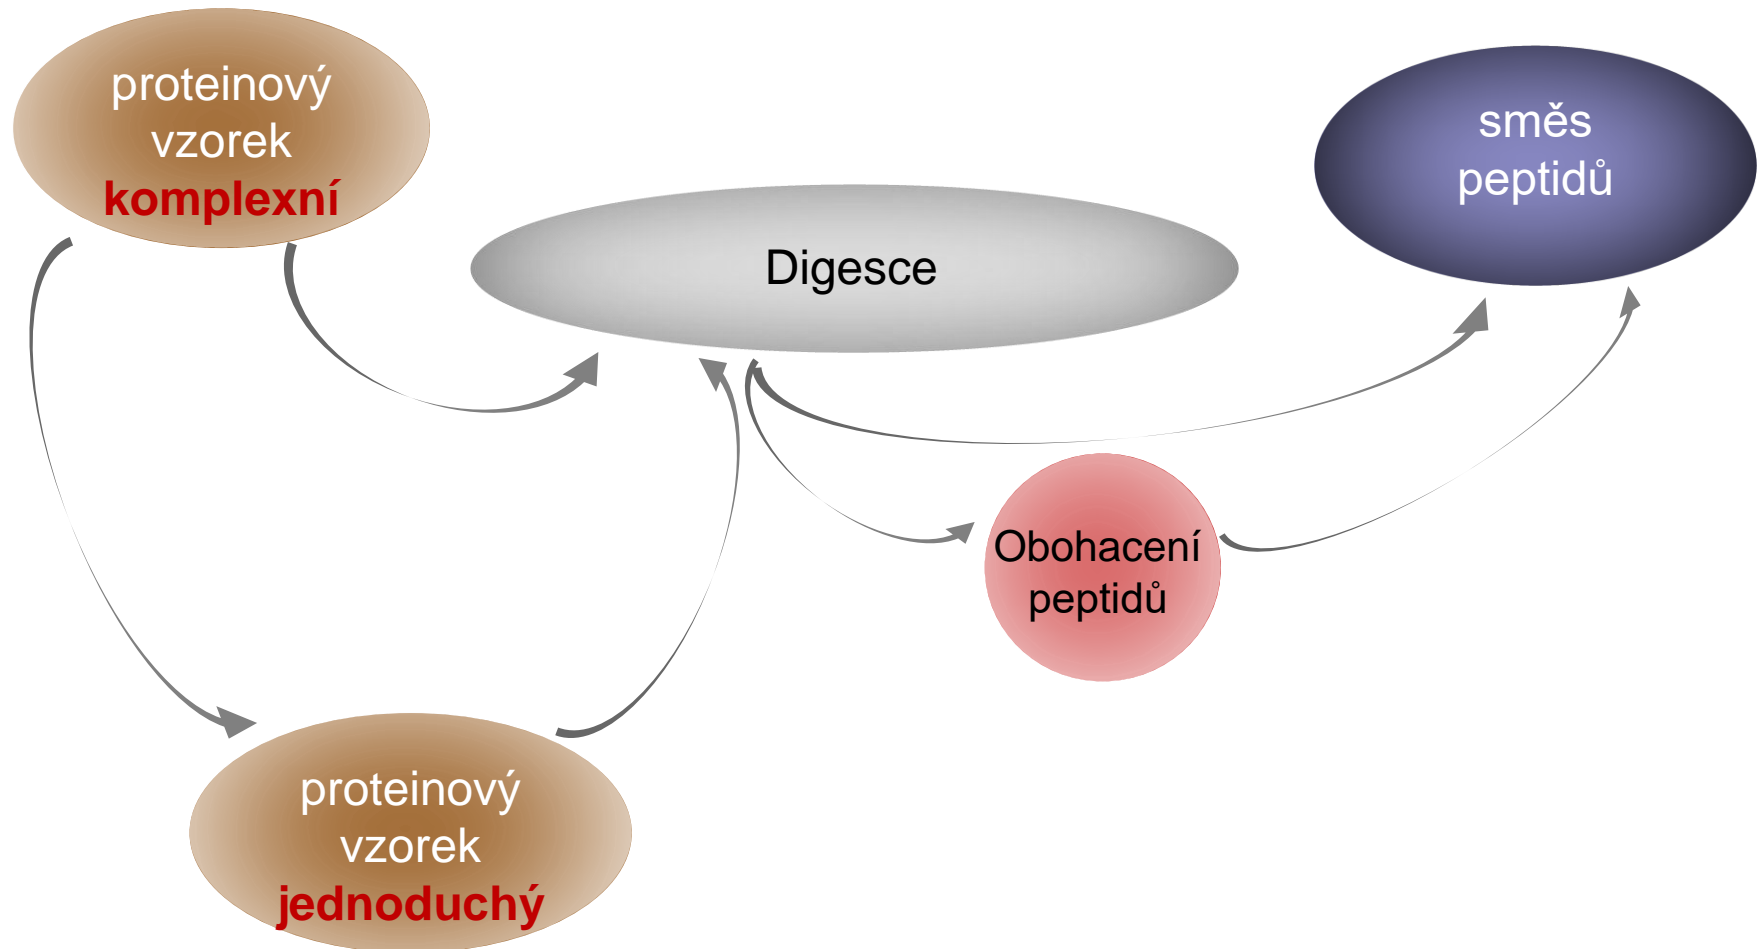 proteinový
vzorek
komplexní
směs
peptidů
Digesce
Obohacení
peptidů
proteinový
vzorek
jednoduchý